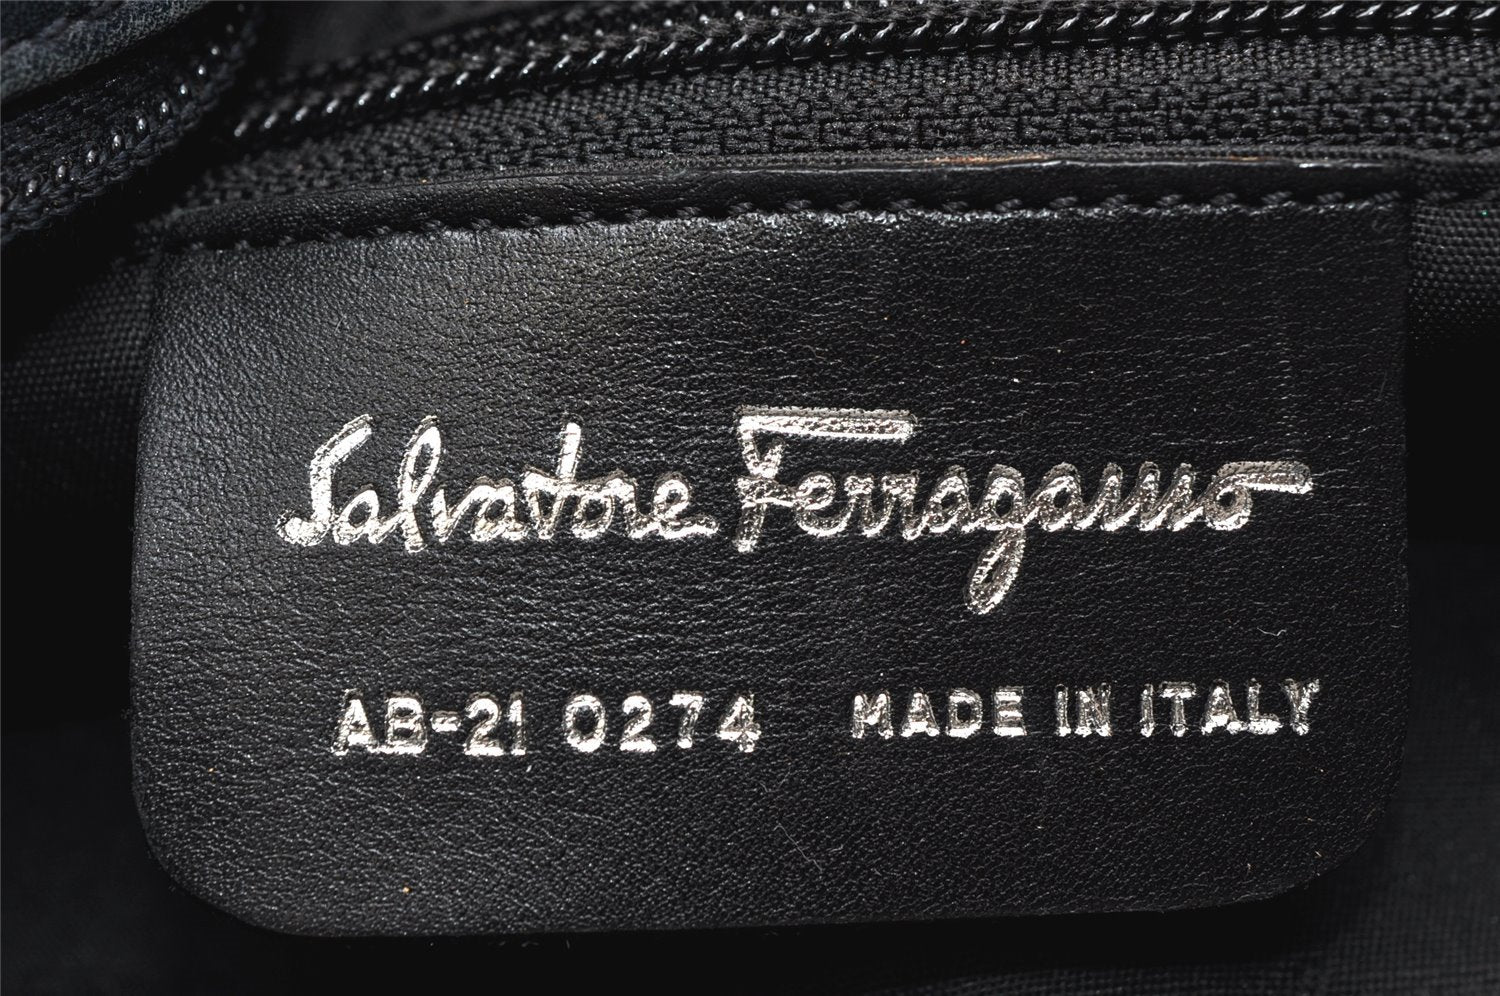 Salvatore Ferragamo
AB-21 0274 MADE IN ITALY